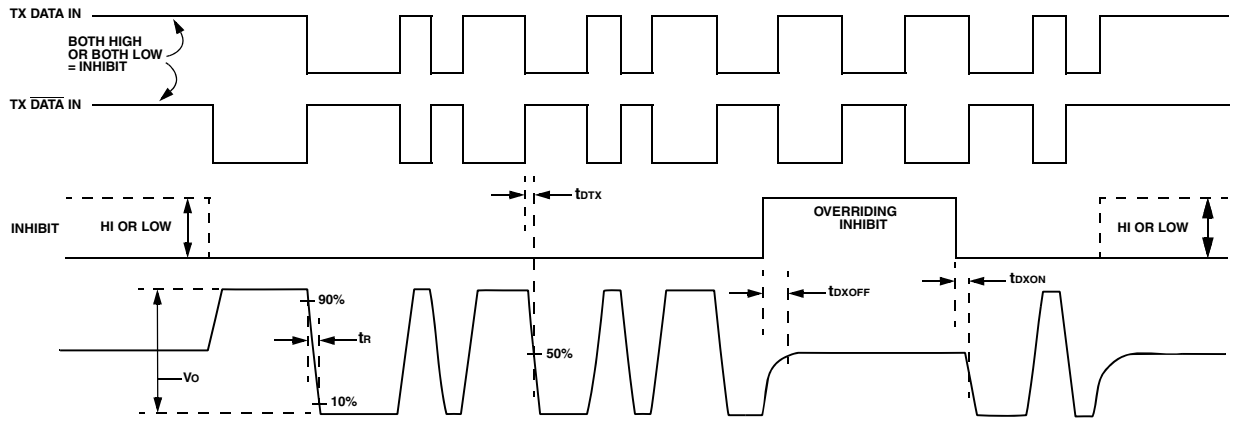 TX DATA IN
BOTH HIGH
OR BOTH LOW
= INHIBIT
TX D̅A̅T̅A̅ IN
tDTX
INHIBIT
HI OR LOW
OVERRIDING
INHIBIT
HI OR LOW
tDXOFF
tDXON
90%
tR
50%
VO
10%